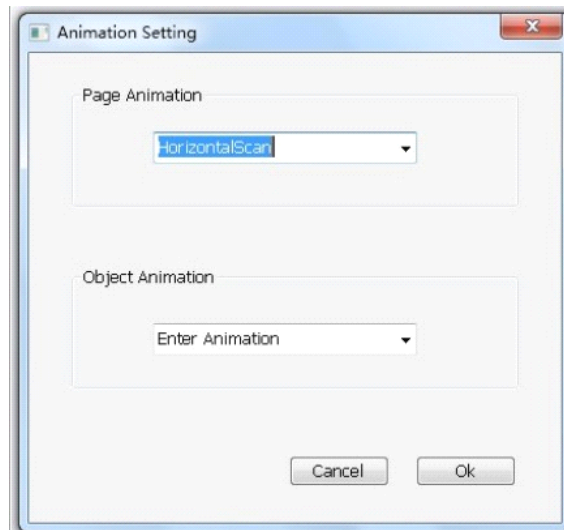 Animation Setting
Page Animation
HorizontalScan
Object Animation
Enter Animation
Cancel
Ok